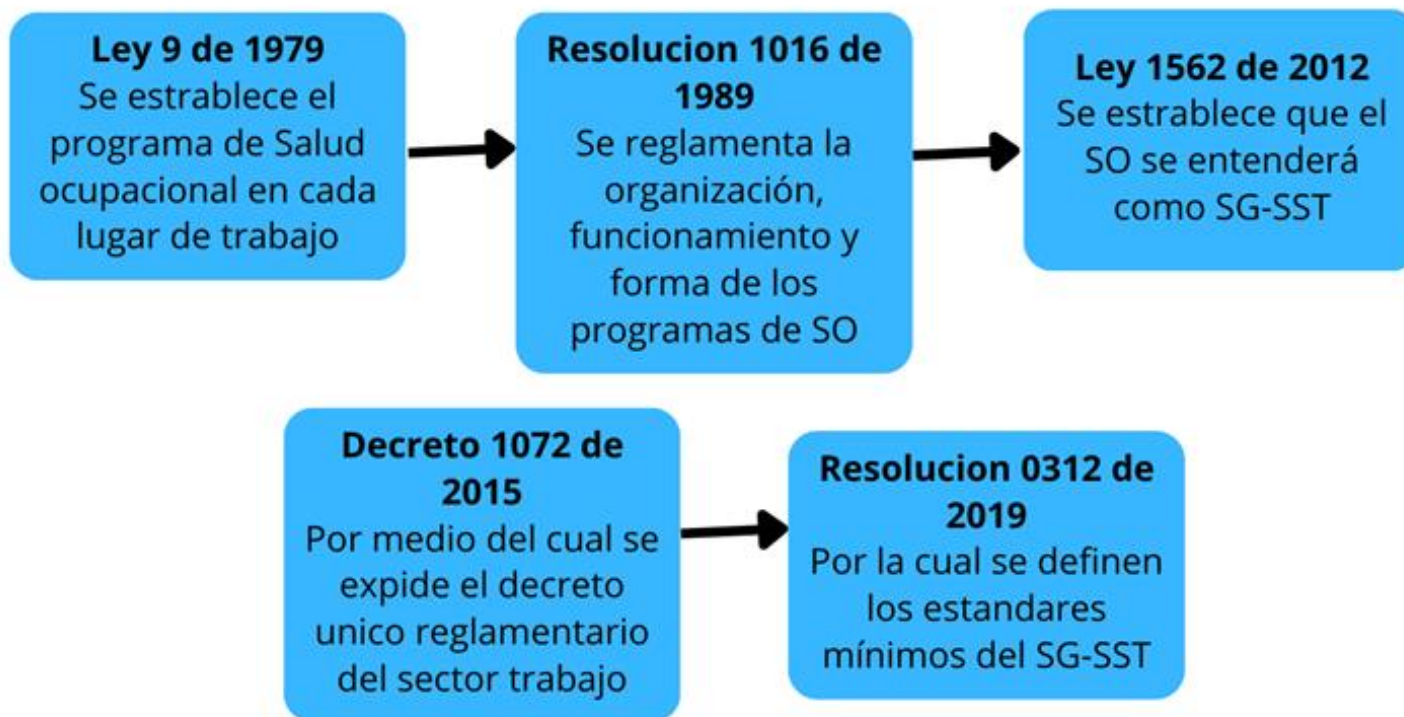 Ley 9 de 1979
Se estrablece el
programa de Salud
ocupacional en cada
lugar de trabajo
Resolucion 1016 de
1989
Se reglamenta la
organización,
funcionamiento y
forma de los
programas de SO
Ley 1562 de 2012
Se estrablece que el
SO se entenderá
como SG-SST
Decreto 1072 de
2015
Por medio del cual se
expide el decreto
unico reglamentario
del sector trabajo
Resolucion 0312 de
2019
Por la cual se definen
los estandares
mínimos del SG-SST